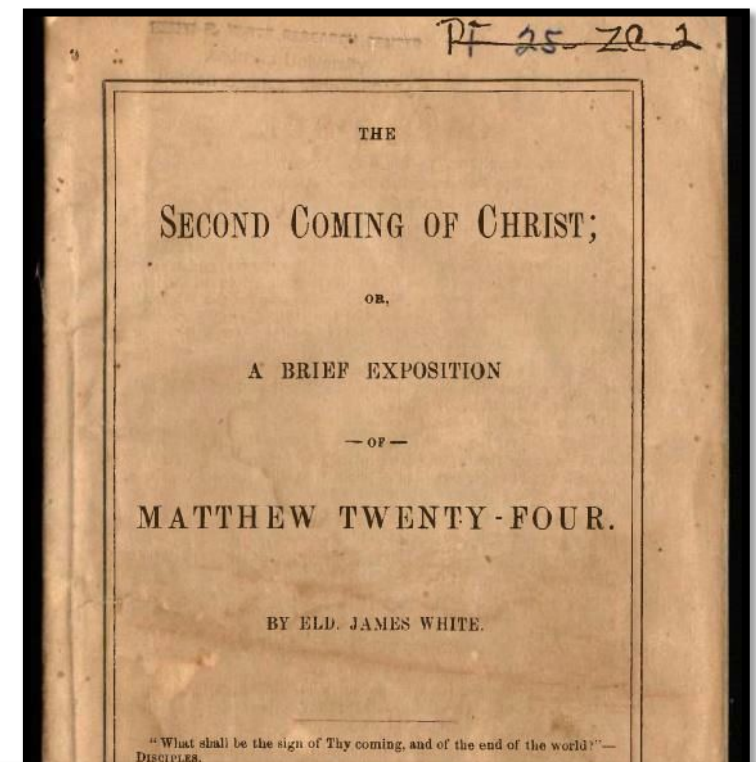 PF 25-ZC-2
THE
SECOND COMING OF CHRIST;
OR,
A BRIEF EXPOSITION
— OF —
MATTHEW TWENTY-FOUR.
BY ELD. JAMES WHITE.
"What shall be the sign of Thy coming, and of the end of the world?"—
DISCIPLES.